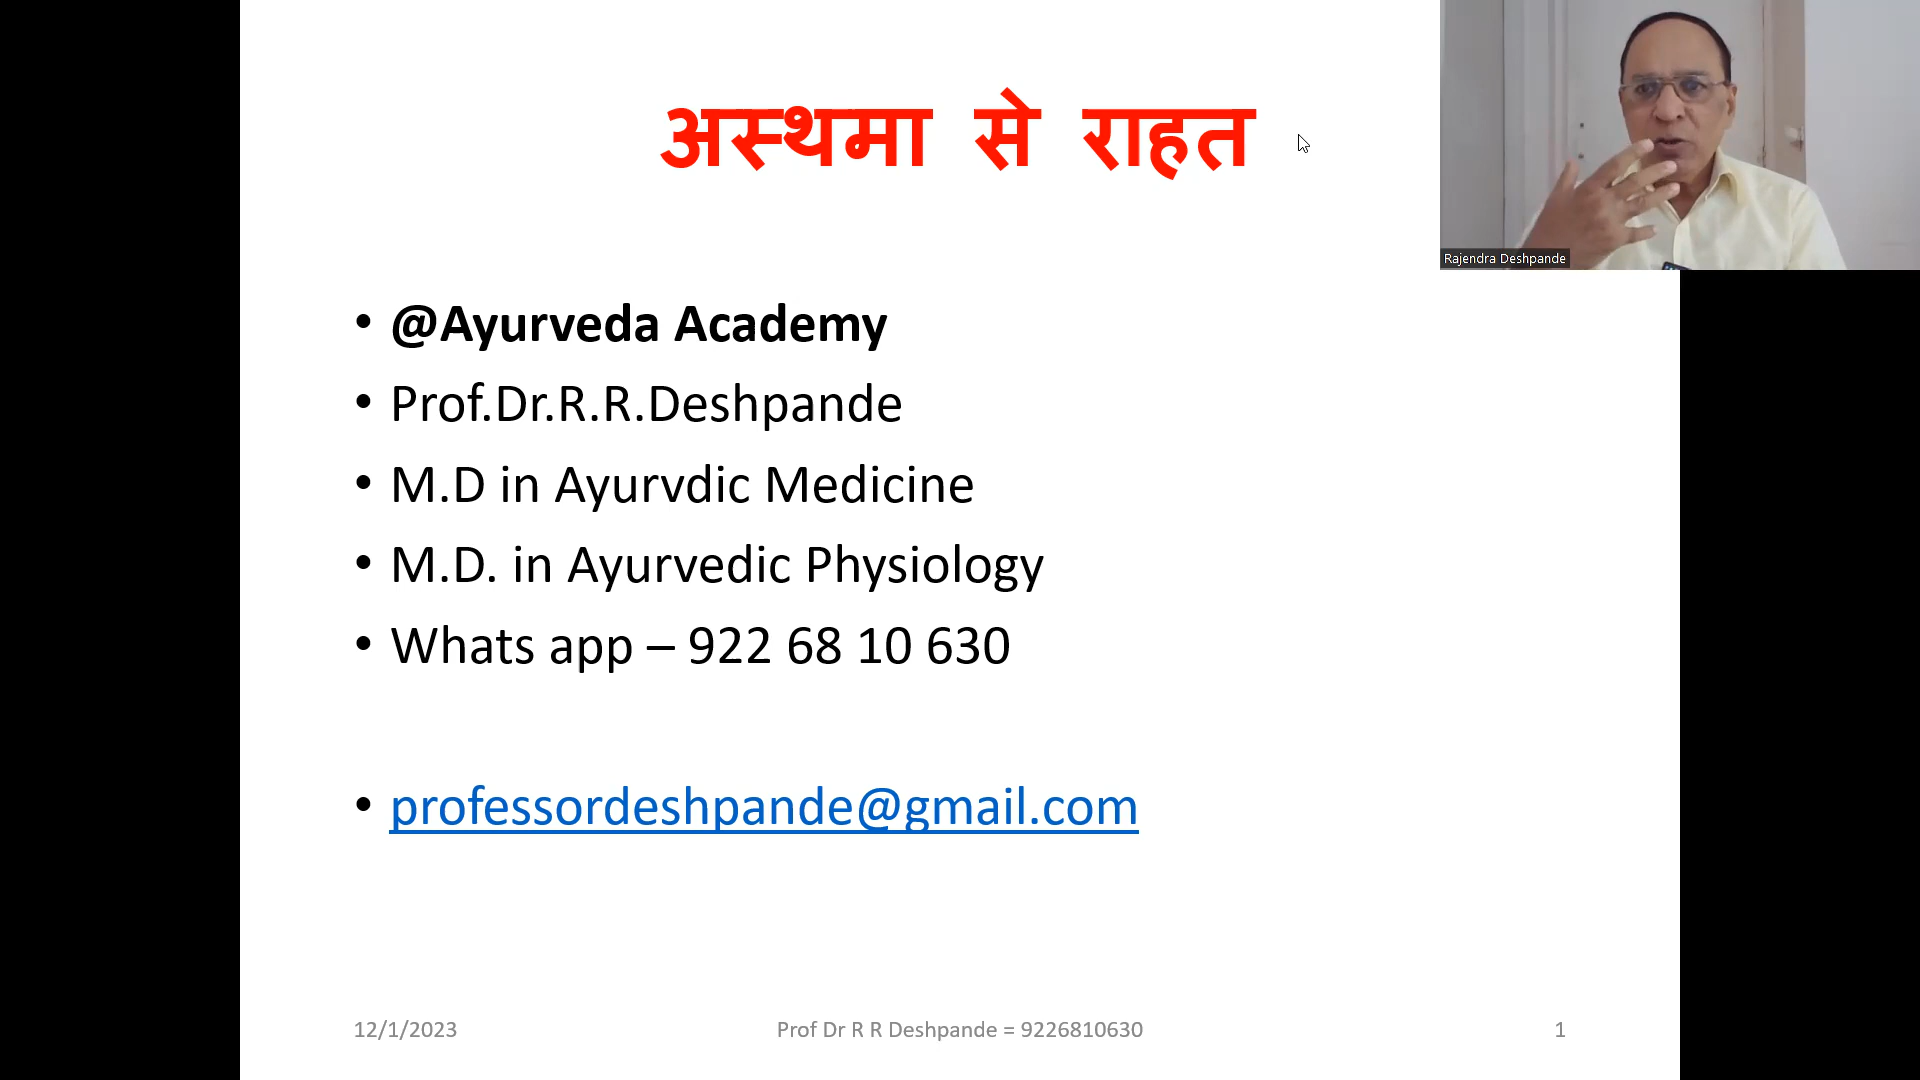 अस्थमा से राहत
Rajendra Deshpande
• @Ayurveda Academy
• Prof.Dr.R.R.Deshpande
• M.D in Ayurvdic Medicine
• M.D. in Ayurvedic Physiology
• Whats app – 922 68 10 630
• professordeshpande@gmail.com
12/1/2023
Prof Dr R R Deshpande = 9226810630
1